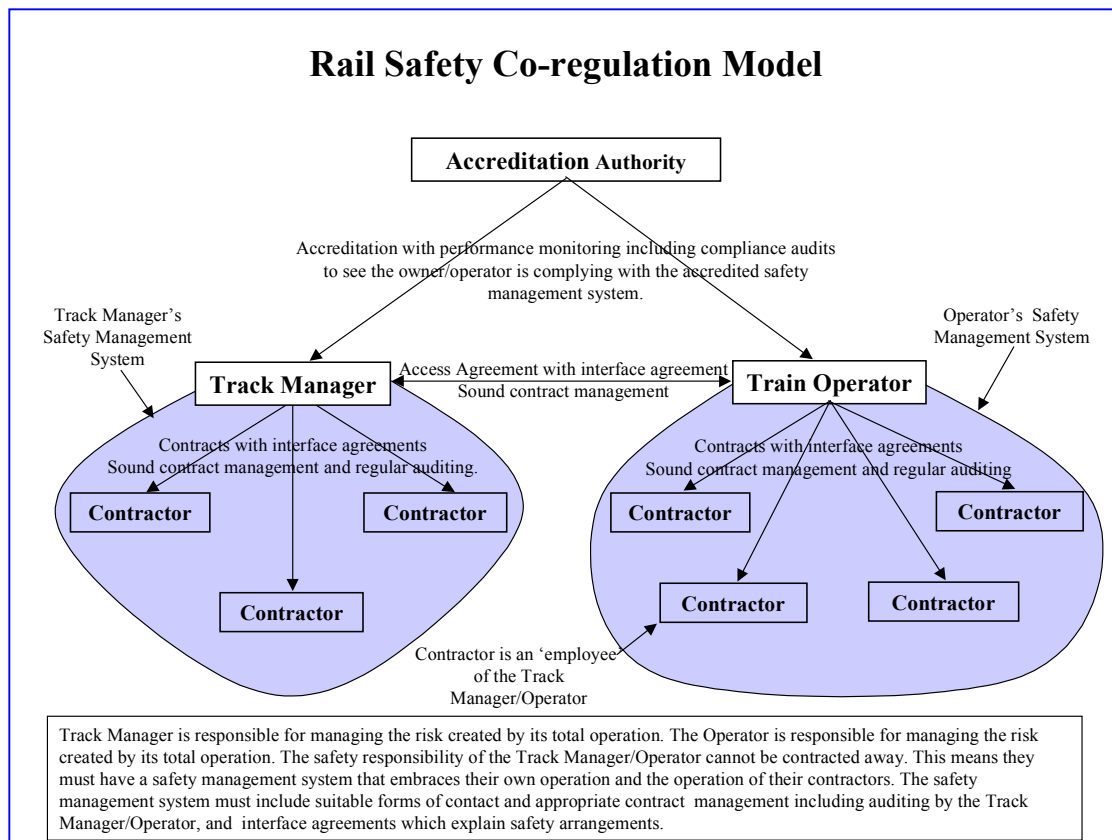 Rail Safety Co-regulation Model
Accreditation Authority
Accreditation with performance monitoring including compliance audits
to see the owner/operator is complying with the accredited safety
management system.
Track Manager’s
Safety Management
System
Operator’s Safety
Management System
Track Manager
Access Agreement with interface agreement
Sound contract management
Train Operator
Contracts with interface agreements
Sound contract management and regular auditing.
Contractor
Contractor
Contractor
Contracts with interface agreements
Sound contract management and regular auditing
Contractor
Contractor
Contractor
Contractor
Contractor is an ‘employee’
of the Track
Manager/Operator
Track Manager is responsible for managing the risk created by its total operation. The Operator is responsible for managing the risk
created by its total operation. The safety responsibility of the Track Manager/Operator cannot be contracted away. This means they
must have a safety management system that embraces their own operation and the operation of their contractors. The safety
management system must include suitable forms of contact and appropriate contract management including auditing by the Track
Manager/Operator, and interface agreements which explain safety arrangements.